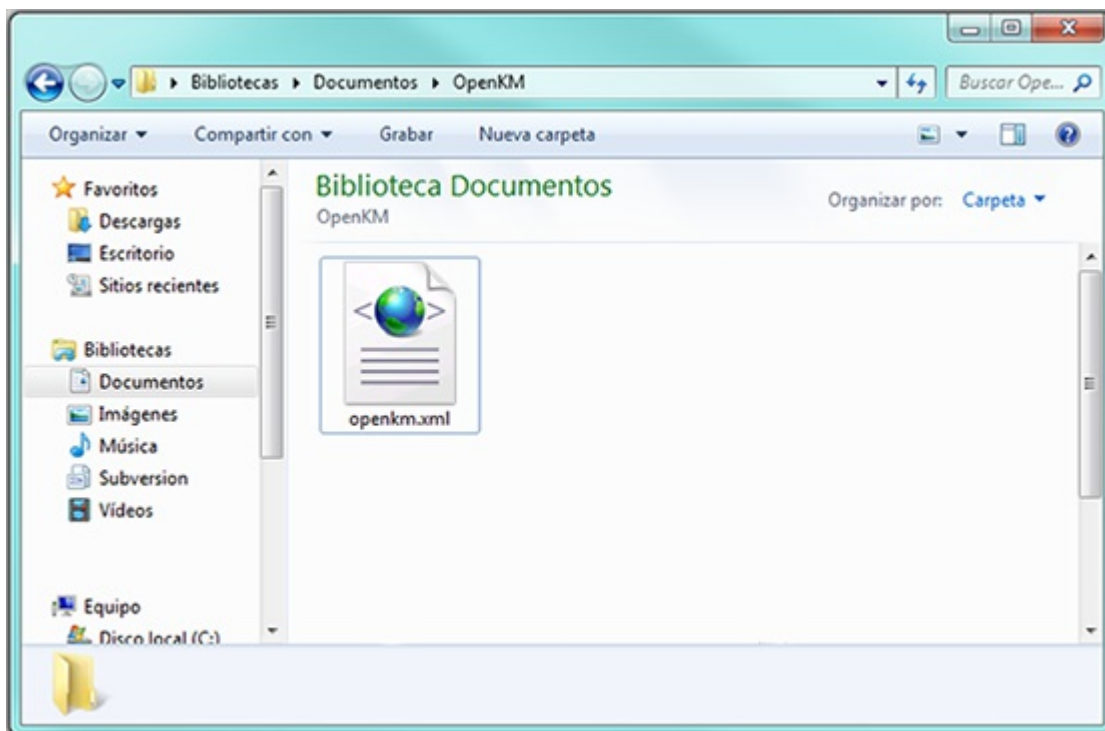 Bibliotecas Documentos OpenKM
Buscar Ope...
Organizar Compartir con Grabar Nueva carpeta
Favoritos
Descargas
Escritorio
Sitios recientes
Bibliotecas
Documentos
Imágenes
Música
Subversion
Vídeos
Equipo
Disco local (C:)
Biblioteca Documentos
OpenKM
Organizar por: Carpeta
openkm.xml